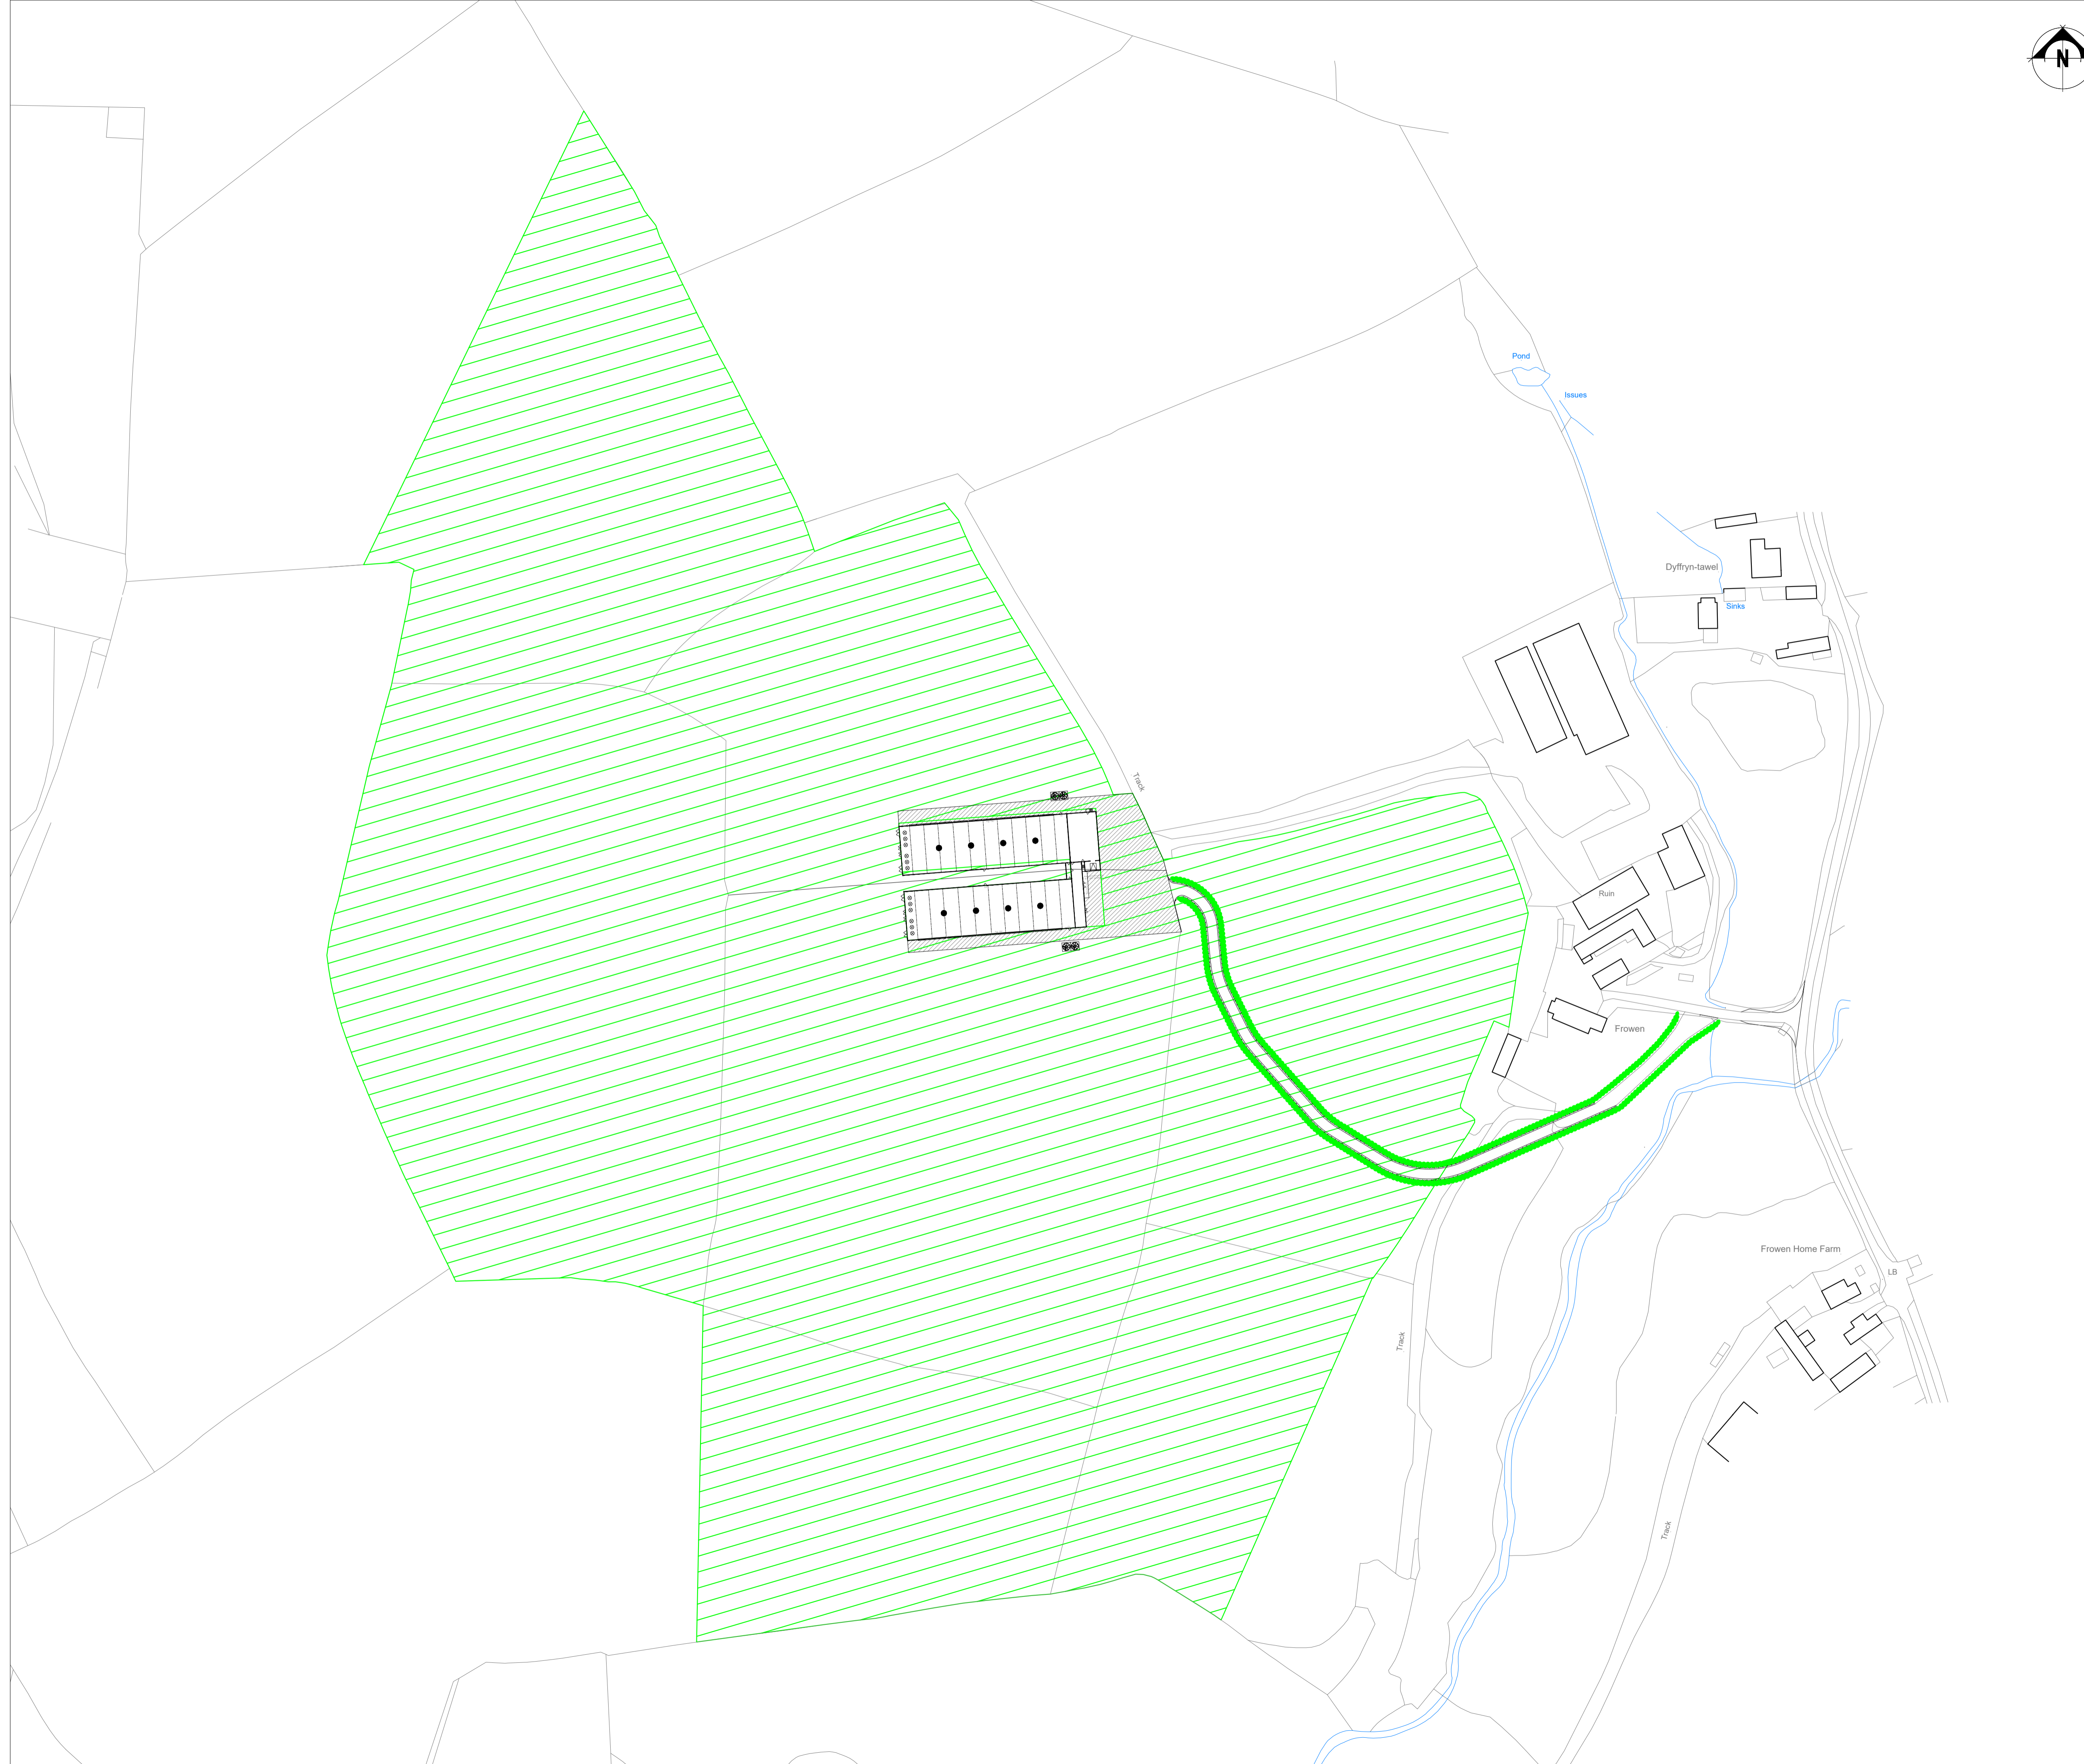 N
Pond
Issues
Dyffryn-tawel
Sinks
Track
Ruin
Frowen
Frowen Home Farm
LB
Track
Track